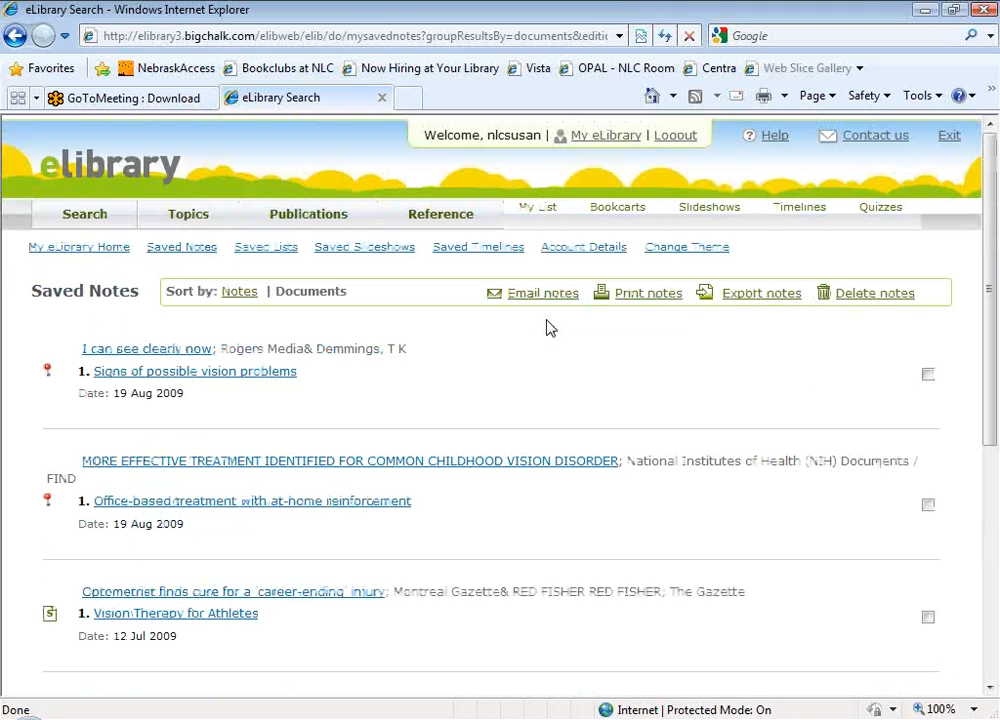 eLibrary Search - Windows Internet Explorer
http://elibrary3.bigchalk.com/elibweb/elib/do/mysavednotes?groupResultsBy=documents&editi
Google
Favorites NebraskAccess Bookclubs at NLC Now Hiring at Your Library Vista OPAL - NLC Room Centra Web Slice Gallery
GoToMeeting : Download eLibrary Search Page Safety Tools
Welcome, nlcsusan | My eLibrary | Logout Help Contact us Exit
elibrary
Search Topics Publications Reference My List Bookcarts Slideshows Timelines Quizzes
My eLibrary Home Saved Notes Saved Lists Saved Slideshows Saved Timelines Account Details Change Theme
Saved Notes Sort by: Notes | Documents Email notes Print notes Export notes Delete notes
I can see clearly now; Rogers Media& Demmings, T K
1. Signs of possible vision problems
Date: 19 Aug 2009
MORE EFFECTIVE TREATMENT IDENTIFIED FOR COMMON CHILDHOOD VISION DISORDER; National Institutes of Health (NIH) Documents /
FIND
1. Office-based treatment with at-home reinforcement
Date: 19 Aug 2009
Optometrist finds cure for a 'career-ending' injury; Montreal Gazette& RED FISHER RED FISHER; The Gazette
S
1. Vision Therapy for Athletes
Date: 12 Jul 2009
Done Internet | Protected Mode: On 100%